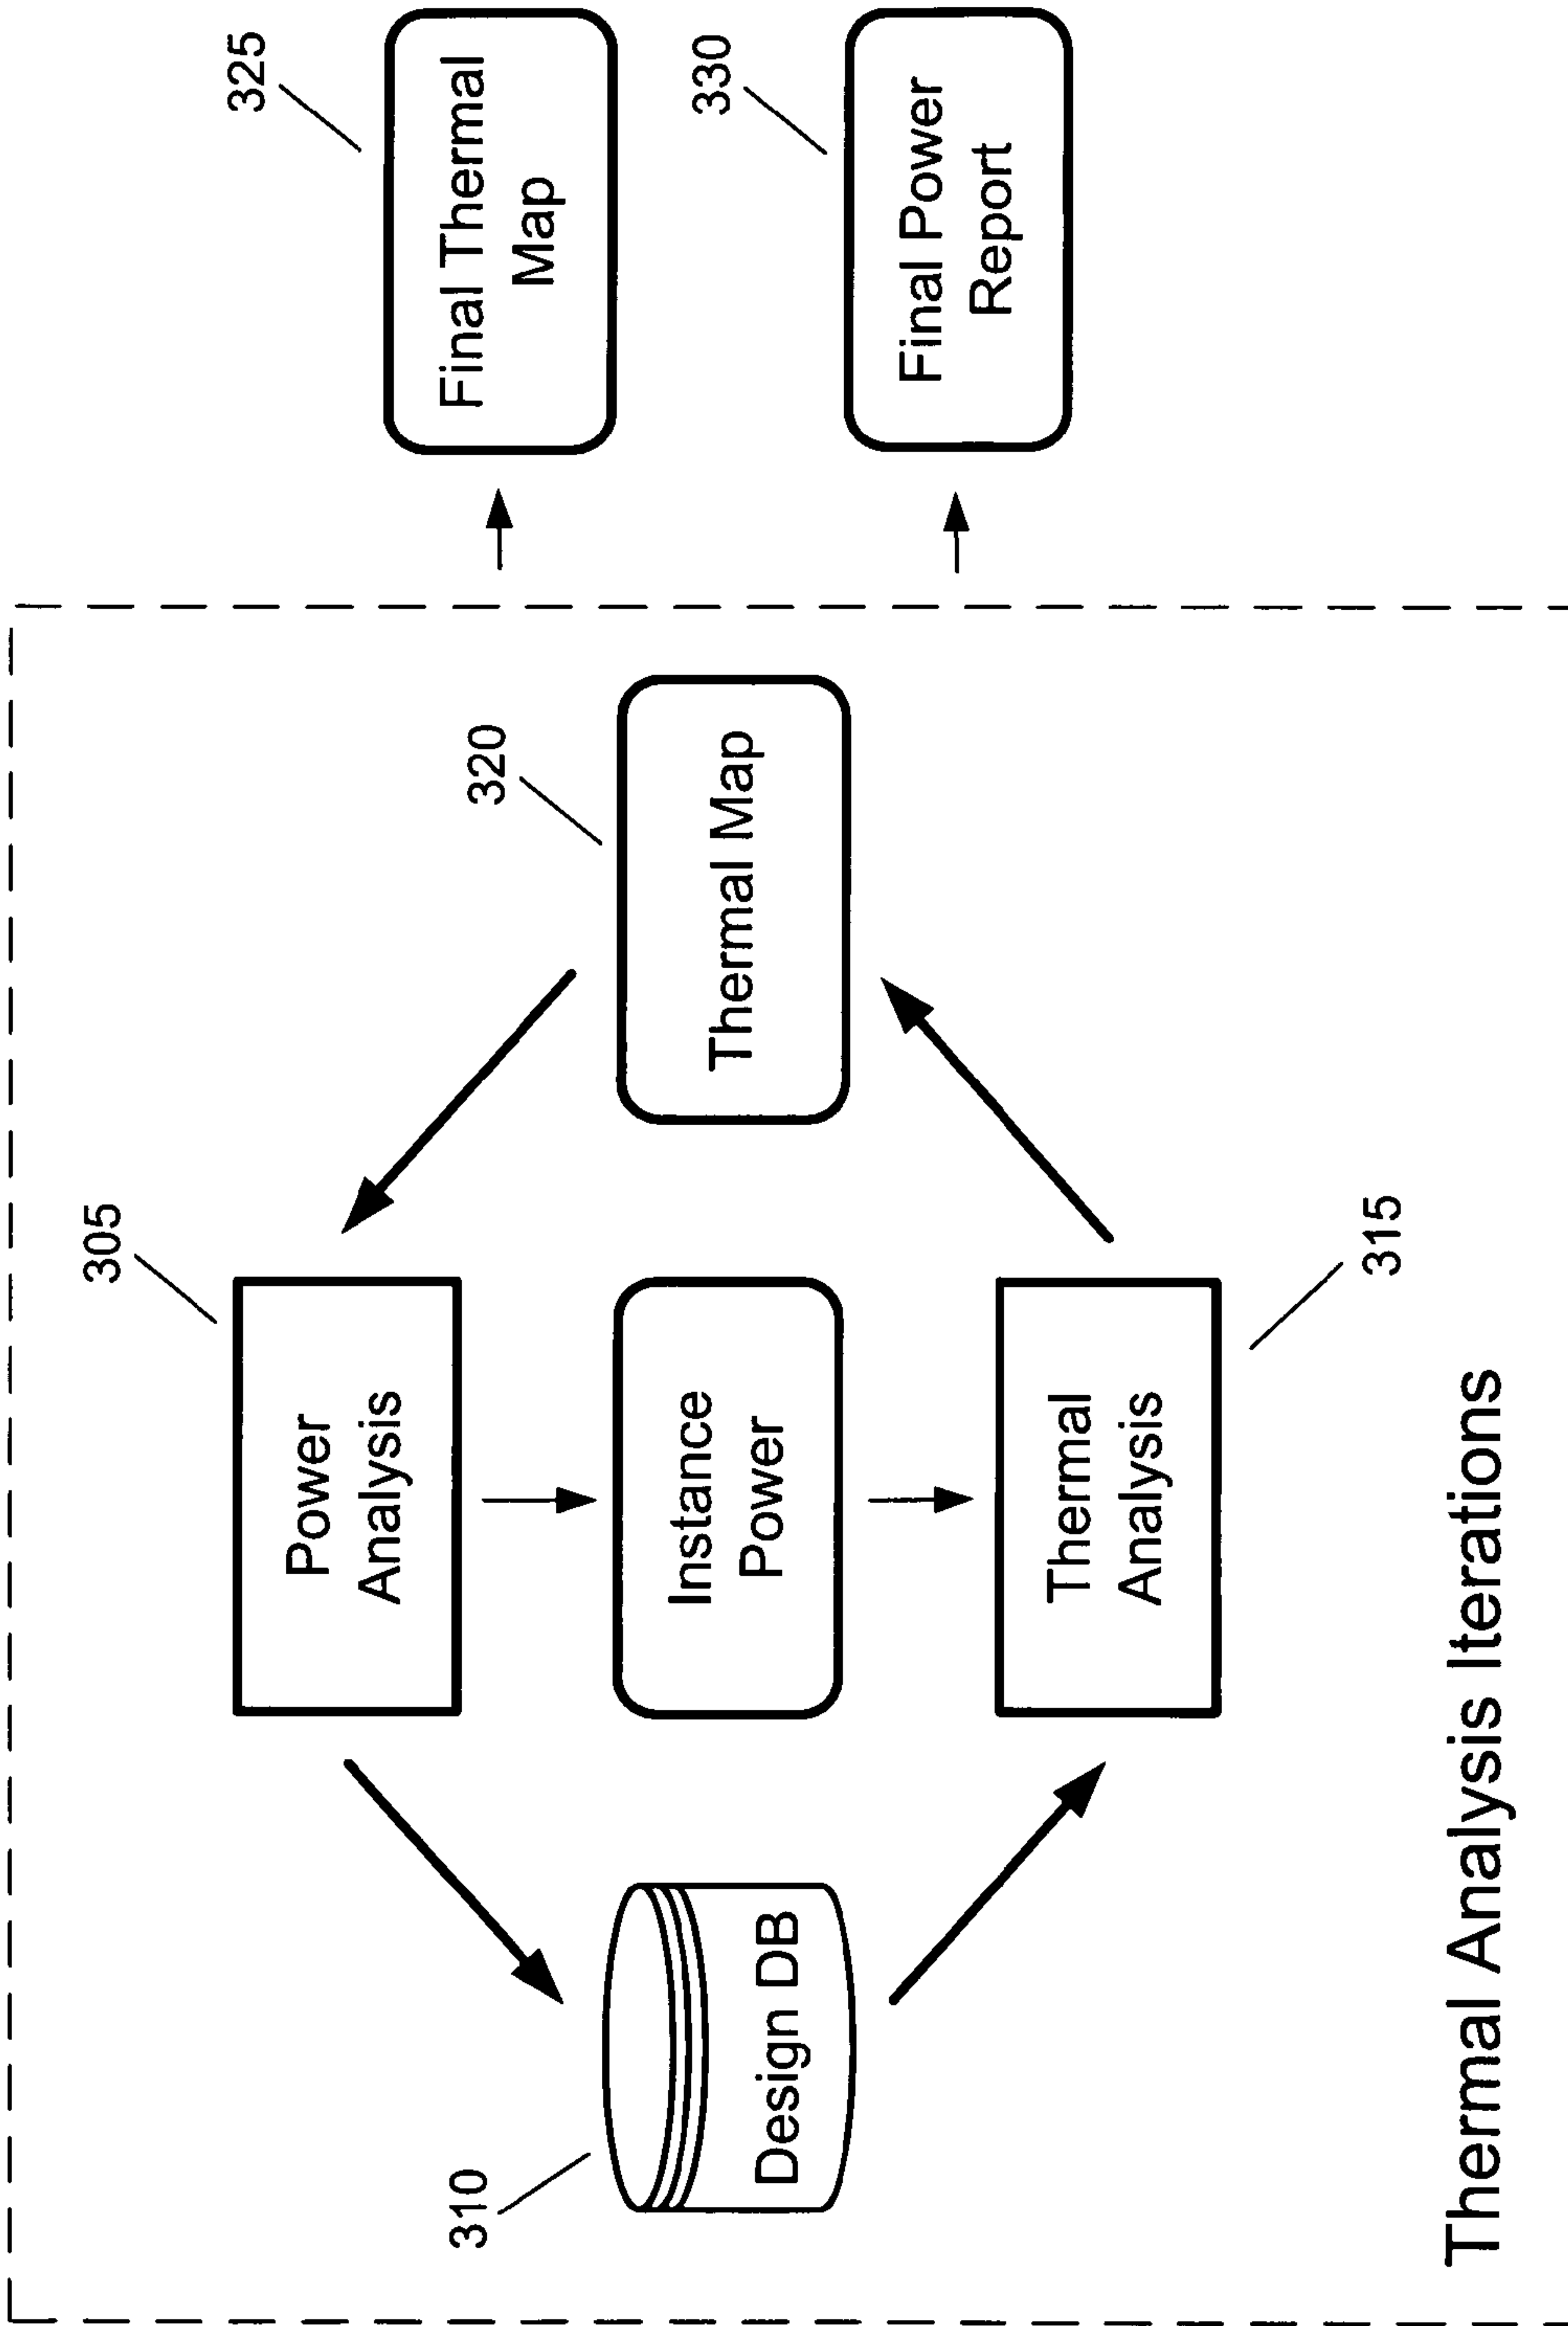 305
Power
Analysis
310
Design DB
Instance
Power
320
Thermal Map
Thermal
Analysis
315
325
Final Thermal
Map
330
Final Power
Report
Thermal Analysis Iterations